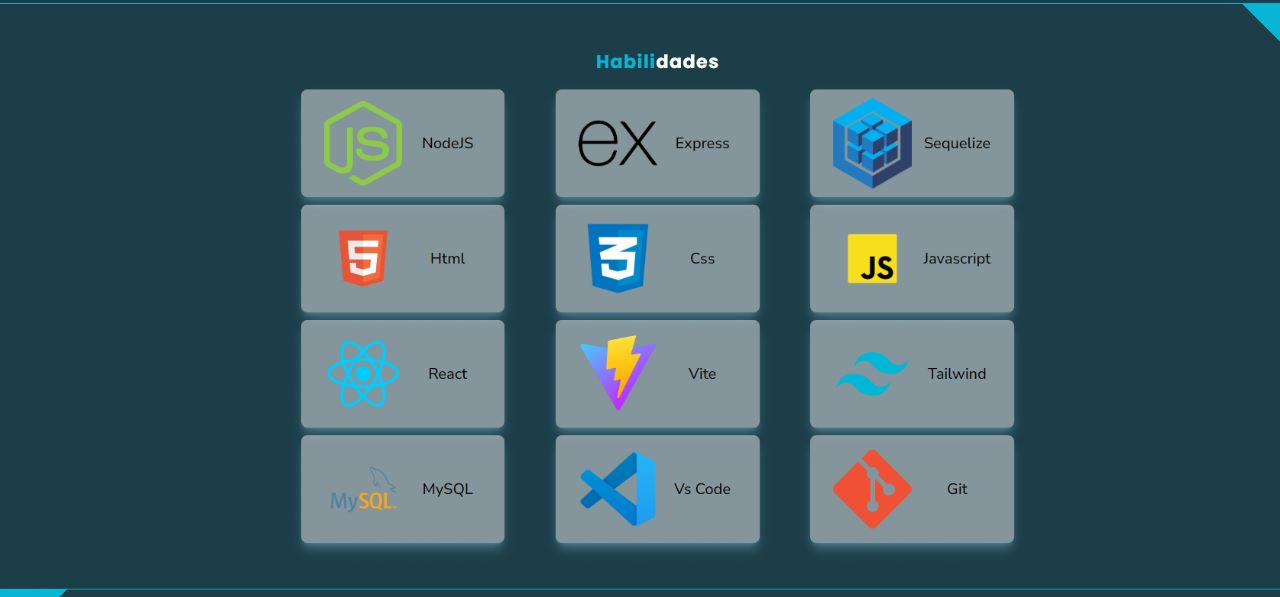 Habilidades
JS NodeJS
ex Express
Sequelize
5 Html
3 Css
JS Javascript
React
Vite
Tailwind
MySQL MySQL
Vs Code
Git